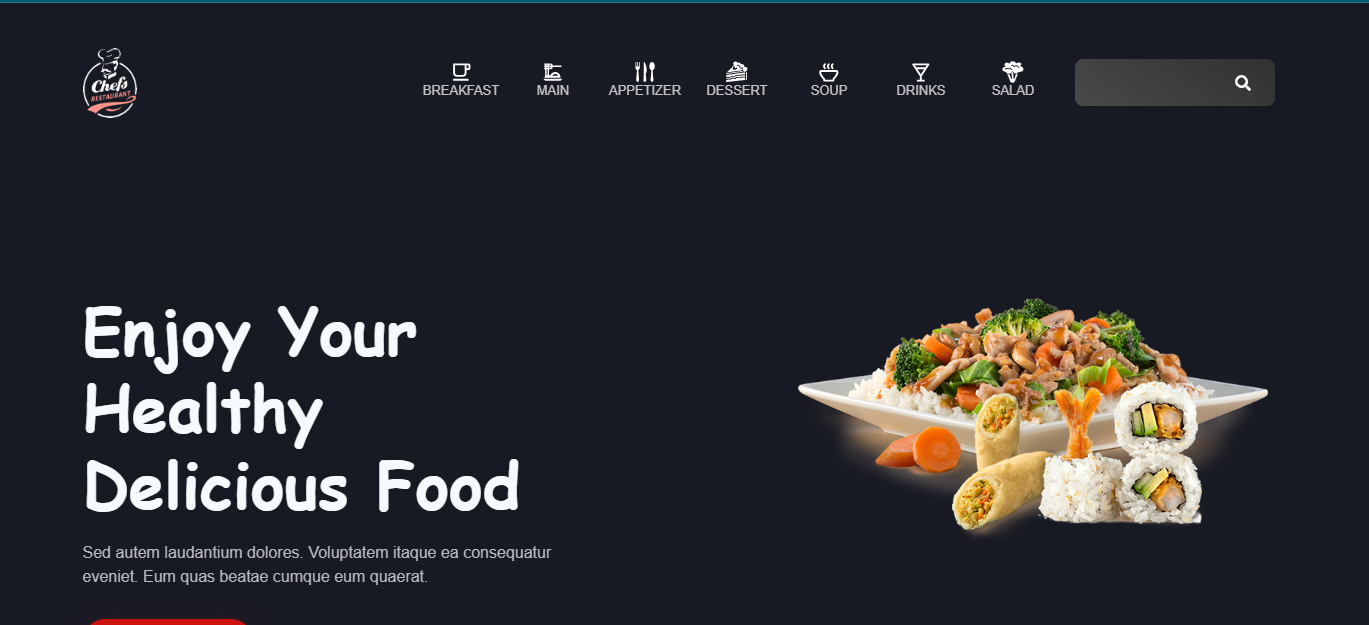 Chefs
RESTAURANT
BREAKFAST
MAIN
APPETIZER
DESSERT
SOUP
DRINKS
SALAD
Enjoy Your
Healthy
Delicious Food
Sed autem laudantium dolores. Voluptatem itaque ea consequatur
eveniet. Eum quas beatae cumque eum quaerat.